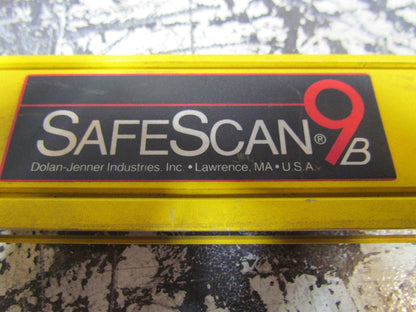 SAFESCAN® 9B
Dolan-Jenner Industries, Inc. • Lawrence, MA • U.S.A.